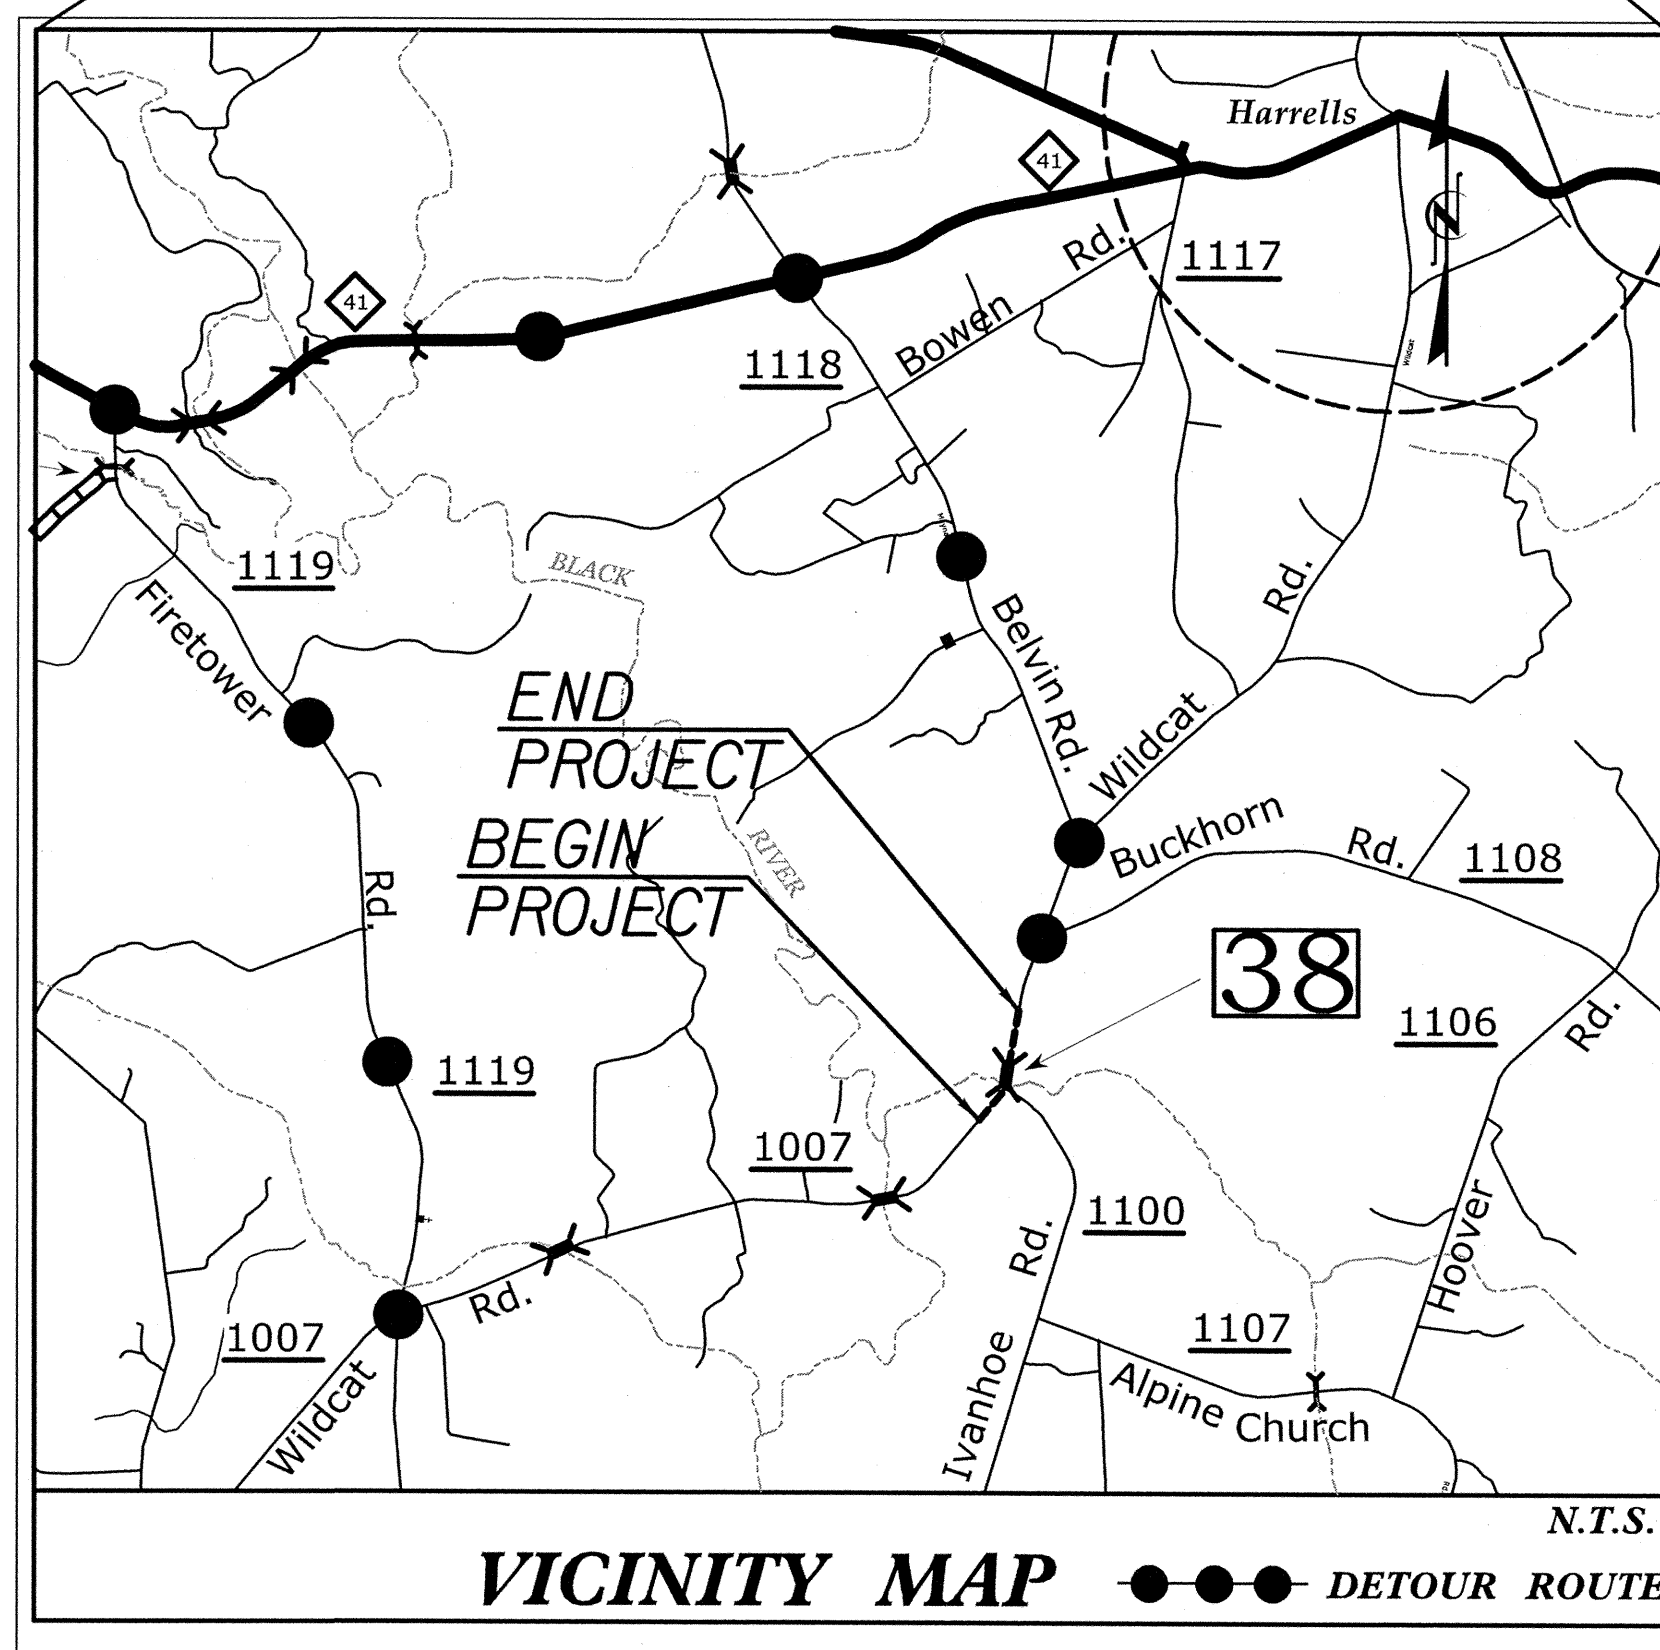 Harrells
41
N
Rd.
1117
41
Bowen
1118
Wildcat
1119
BLACK
Firetower
Rd.
Belvin Rd.
END
PROJECT
Wildcat
BEGIN
PROJECT
RIVER
Buckhorn
Rd.
1108
Rd.
38
1106
Rd.
1119
1007
1100
Rd.
Hoover
Rd.
1007
Wildcat
1107
Ivanhoe
Alpine
Church
Rd
N.T.S.
VICINITY MAP
DETOUR ROUTE